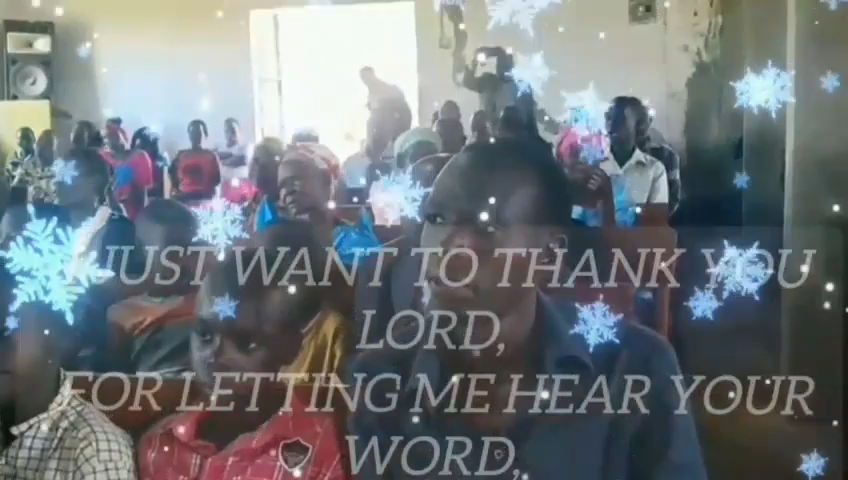 I JUST WANT TO THANK YOU
LORD,
FOR LETTING ME HEAR YOUR
WORD,